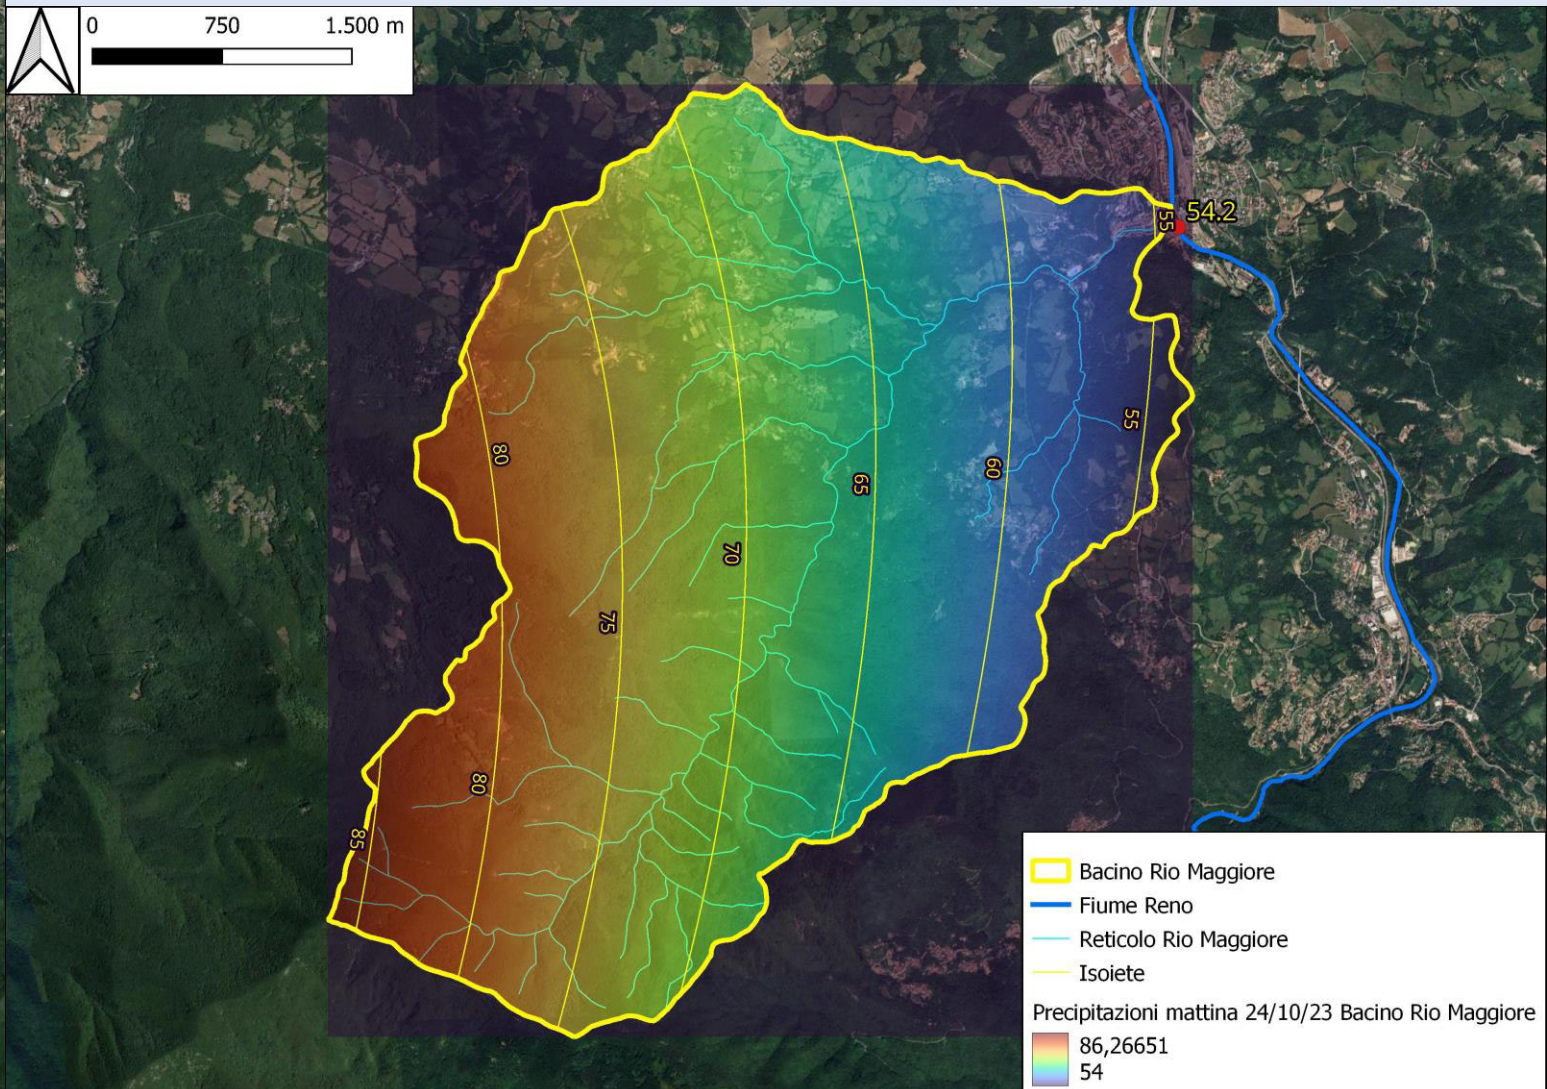 0 750 1.500 m
54.2
55
55
80
60
65
70
75
80
85
Bacino Rio Maggiore
Fiume Reno
Reticolo Rio Maggiore
Isoiete
Precipitazioni mattina 24/10/23 Bacino Rio Maggiore
86,26651
54